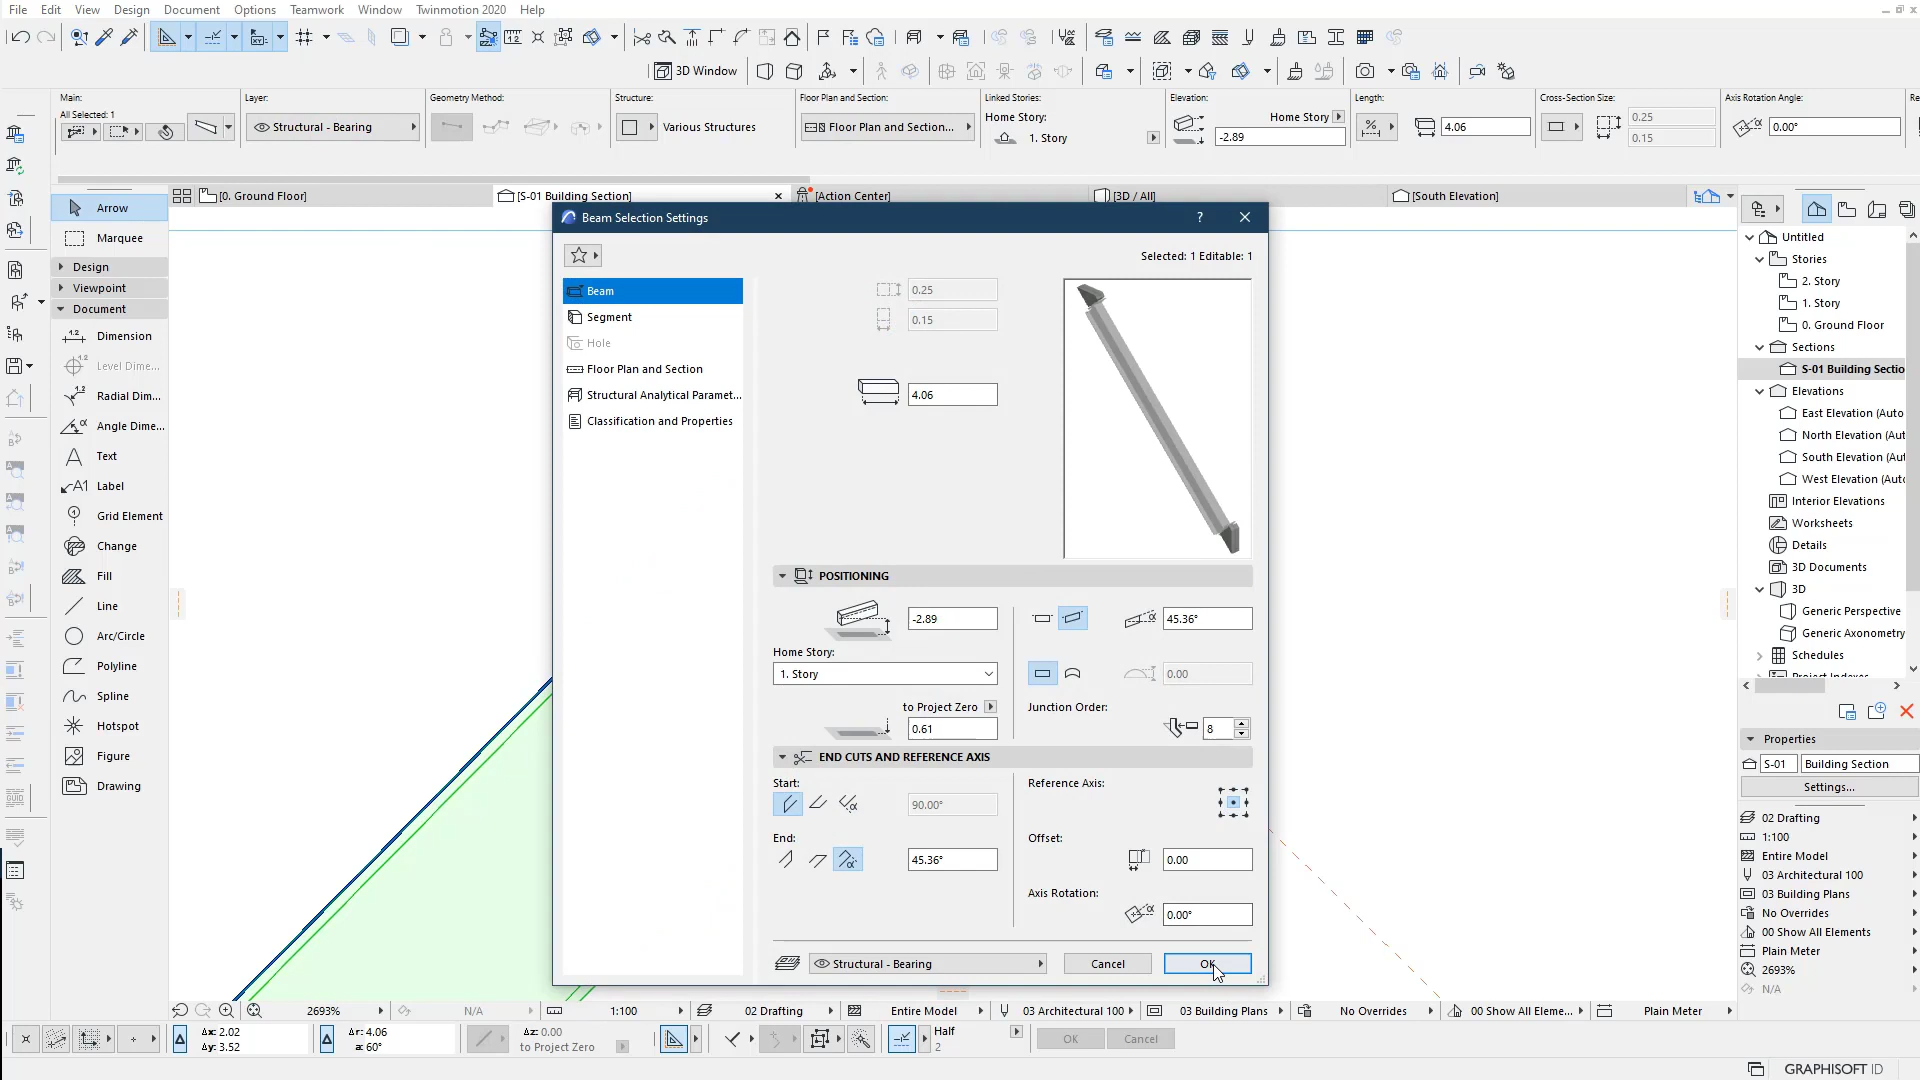 File Edit View Design Document Options Teamwork Window Twinmotion 2020 Help
3D Window
Main:
All Selected: 1
Layer:
Structural - Bearing
Geometry Method:
Structure:
Various Structures
Floor Plan and Section:
Floor Plan and Section...
Linked Stories:
Home Story:
1. Story
Elevation:
Home Story
-2.89
Length:
4.06
Cross-Section Size:
0.25
0.15
Axis Rotation Angle:
0.00°
Re
[0. Ground Floor]
[S-01 Building Section]
[Action Center]
[3D / All]
[South Elevation]
Arrow
Marquee
Design
Viewpoint
Document
1.2 Dimension
1.2 Level Dime...
1.2 Radial Dim...
Angle Dime...
Text
A1 Label
Grid Element
Change
Fill
Line
Arc/Circle
Polyline
Spline
Hotspot
Figure
Drawing
Beam Selection Settings
?
Selected: 1 Editable: 1
Beam
Segment
Hole
Floor Plan and Section
Structural Analytical Paramet...
Classification and Properties
0.25
0.15
4.06
POSITIONING
-2.89
45.36°
Home Story:
1. Story
0.00
to Project Zero
Junction Order:
0.61
8
END CUTS AND REFERENCE AXIS
Start:
Reference Axis:
90.00°
End:
Offset:
45.36°
0.00
Axis Rotation:
0.00°
Structural - Bearing
Cancel
OK
Untitled
Stories
2. Story
1. Story
0. Ground Floor
Sections
S-01 Building Sectio
Elevations
East Elevation (Auto
North Elevation (Au
South Elevation (Aut
West Elevation (Aut
Interior Elevations
Worksheets
Details
3D Documents
3D
Generic Perspective
Generic Axonometry
Schedules
Project Indexes
Properties
S-01
Building Section
Settings...
02 Drafting
1:100
Entire Model
03 Architectural 100
03 Building Plans
No Overrides
00 Show All Elements
Plain Meter
2693%
N/A
2693%
N/A
1:100
02 Drafting
Entire Model
03 Architectural 100
03 Building Plans
No Overrides
00 Show All Eleme...
Plain Meter
Δx: 2.02
Δy: 3.52
Δr: 4.06
a: 60°
Δz: 0.00
to Project Zero
Half
2
OK
Cancel
GRAPHISOFT ID